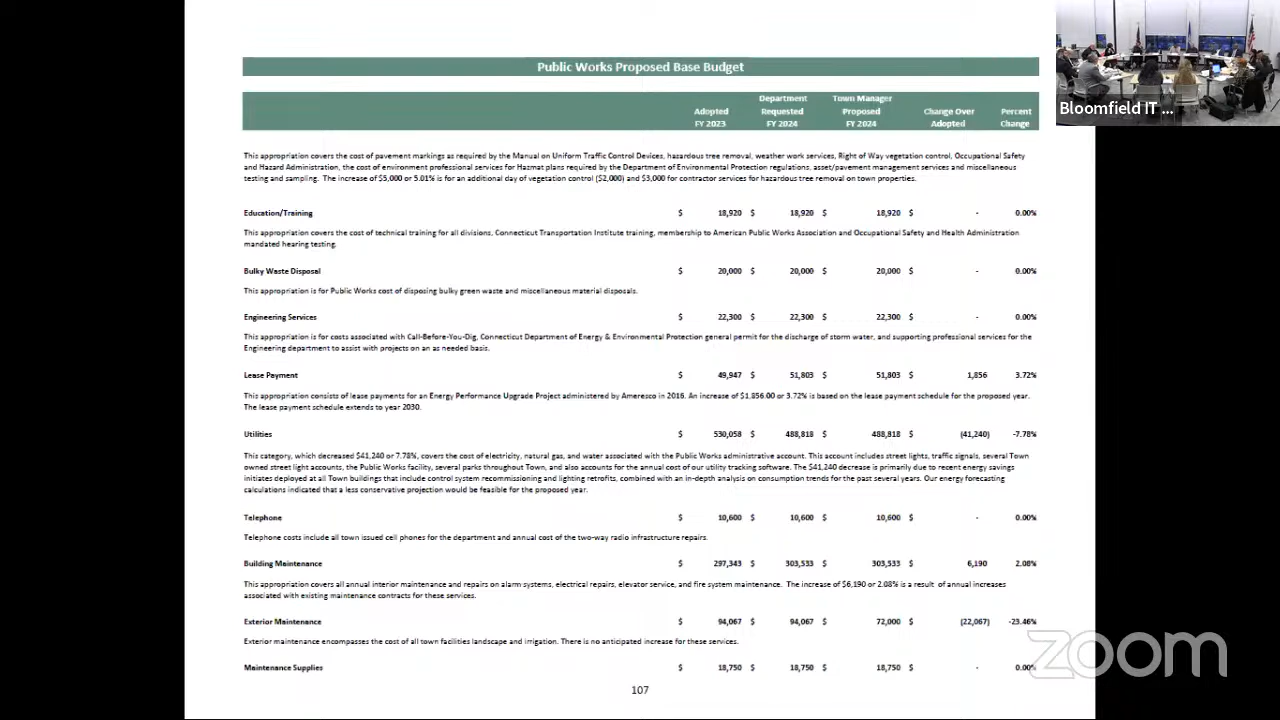 Public Works Proposed Base Budget
Adopted FY 2023 Department Requested FY 2024 Town Manager Proposed FY 2024 Change Over Adopted Percent Change
This appropriation covers the cost of pavement markings as required by the Manual on Uniform Traffic Control Devices, hazardous tree removal, weather work services, Right of Way vegetation control, Occupational Safety
and Hazard Administration, the cost of environment professional services for Hazmat plans required by the Department of Environmental Protection regulations, asset/pavement management services and miscellaneous
testing and sampling. The increase of $5,000 or 5.01% is for an additional day of vegetation control ($2,000) and $3,000 for contractor services for hazardous tree removal on town properties.
Education/Training $ 18,920 $ 18,920 $ 18,920 $ - 0.00%
This appropriation covers the cost of technical training for all divisions, Connecticut Transportation Institute training, membership to American Public Works Association and Occupational Safety and Health Administration
mandated hearing testing.
Bulky Waste Disposal $ 20,000 $ 20,000 $ 20,000 $ - 0.00%
This appropriation is for Public Works cost of disposing bulky green waste and miscellaneous material disposals.
Engineering Services $ 22,300 $ 22,300 $ 22,300 $ - 0.00%
This appropriation is for costs associated with Call-Before-You-Dig, Connecticut Department of Energy & Environmental Protection general permit for the discharge of storm water, and supporting professional services for the
Engineering department to assist with projects on an as needed basis.
Lease Payment $ 49,947 $ 51,803 $ 51,803 $ 1,856 3.72%
This appropriation consists of lease payments for an Energy Performance Upgrade Project administered by Ameresco in 2016. An increase of $1,856.00 or 3.72% is based on the lease payment schedule for the proposed year.
The lease payment schedule extends to year 2030.
Utilities $ 530,058 $ 488,818 $ 488,818 $ (41,240) -7.78%
This category, which decreased $41,240 or 7.78%, covers the cost of electricity, natural gas, and water associated with the Public Works administrative account. This account includes street lights, traffic signals, several Town
owned street light accounts, the Public Works facility, several parks throughout Town, and also accounts for the annual cost of our utility tracking software. The $41,240 decrease is primarily due to recent energy savings
initiates deployed at all Town buildings that include control system recommissioning and lighting retrofits, combined with an in-depth analysis on consumption trends for the past several years. Our energy forecasting
calculations indicated that a less conservative projection would be feasible for the proposed year.
Telephone $ 10,600 $ 10,600 $ 10,600 $ - 0.00%
Telephone costs include all town issued cell phones for the department and annual cost of the two-way radio infrastructure repairs.
Building Maintenance $ 297,343 $ 303,533 $ 303,533 $ 6,190 2.08%
This appropriation covers all annual interior maintenance and repairs on alarm systems, electrical repairs, elevator service, and fire system maintenance. The increase of $6,190 or 2.08% is a result of annual increases
associated with existing maintenance contracts for these services.
Exterior Maintenance $ 94,067 $ 94,067 $ 72,000 $ (22,067) -23.46%
Exterior maintenance encompasses the cost of all town facilities landscape and irrigation. There is no anticipated increase for these services.
Maintenance Supplies $ 18,750 $ 18,750 $ 18,750 $ - 0.00%
107
Bloomfield IT ...
zoom